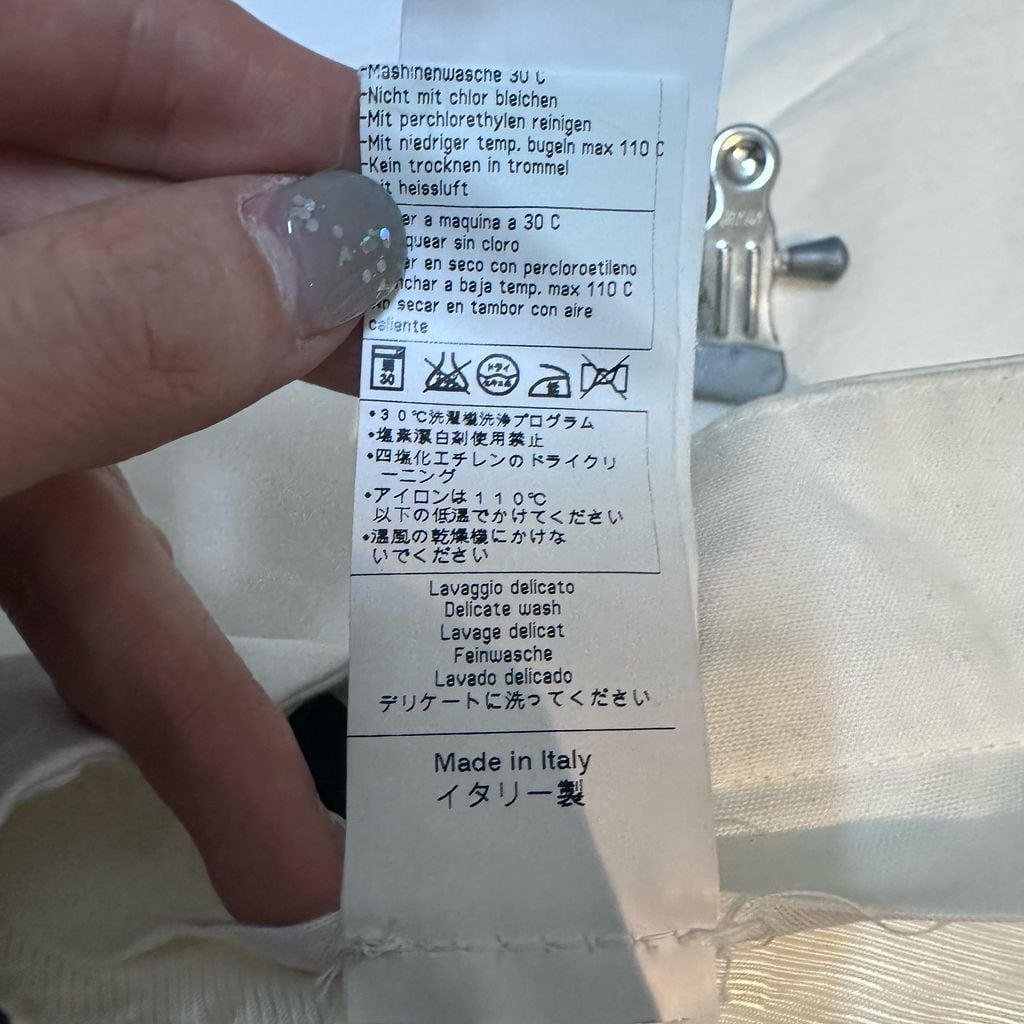 -Mashinenwasche 30 C
-Nicht mit chlor bleichen
-Mit perchlorethylen reinigen
-Mit niedriger temp. bugeln max 110 C
-Kein trocknen in trommel
heissluft
a maquina a 30 C
sin cloro
en seco con percloroetileno
a baja temp. max 110 C
No secar en tambor con aire
caliente
30
ドライ
低
•30℃洗濯機洗浄プログラム
•塩素漂白剤使用禁止
•四塩化エチレンのドライクリ
ーニング
•アイロンは110℃
以下の低温でかけてください
•温風の乾燥機にかけな
いでください
Lavaggio delicato
Delicate wash
Lavage delicat
Feinwasche
Lavado delicado
デリケートに洗ってください
Made in Italy
イタリー製